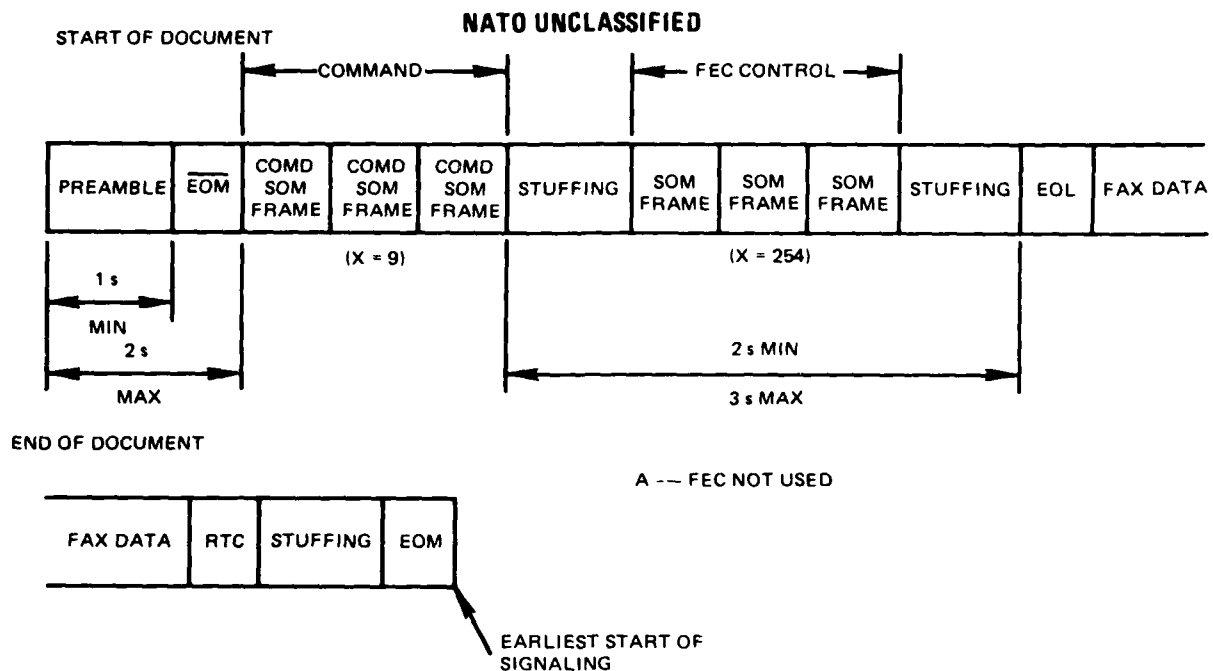 NATO UNCLASSIFIED
START OF DOCUMENT
COMMAND
FEC CONTROL
PREAMBLE
EOM
COMD
SOM
FRAME
COMD
SOM
FRAME
COMD
SOM
FRAME
STUFFING
SOM
FRAME
SOM
FRAME
SOM
FRAME
STUFFING
EOL
FAX DATA
(X = 9)
(X = 254)
1 s
MIN
2 s
MAX
2 s MIN
3 s MAX
END OF DOCUMENT
A --- FEC NOT USED
FAX DATA
RTC
STUFFING
EOM
EARLIEST START OF
SIGNALING